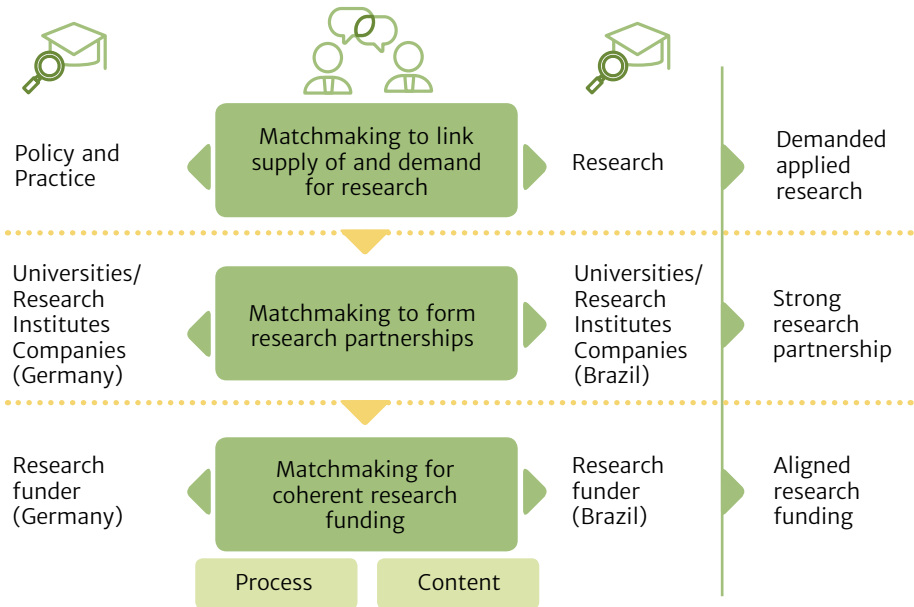 Policy and
Practice
Matchmaking to link
supply of and demand
for research
Research
Demanded
applied
research
Universities/
Research
Institutes
Companies
(Germany)
Matchmaking to form
research partnerships
Universities/
Research
Institutes
Companies
(Brazil)
Strong
research
partnership
Research
funder
(Germany)
Matchmaking for
coherent research
funding
Research
funder
(Brazil)
Aligned
research
funding
Process
Content